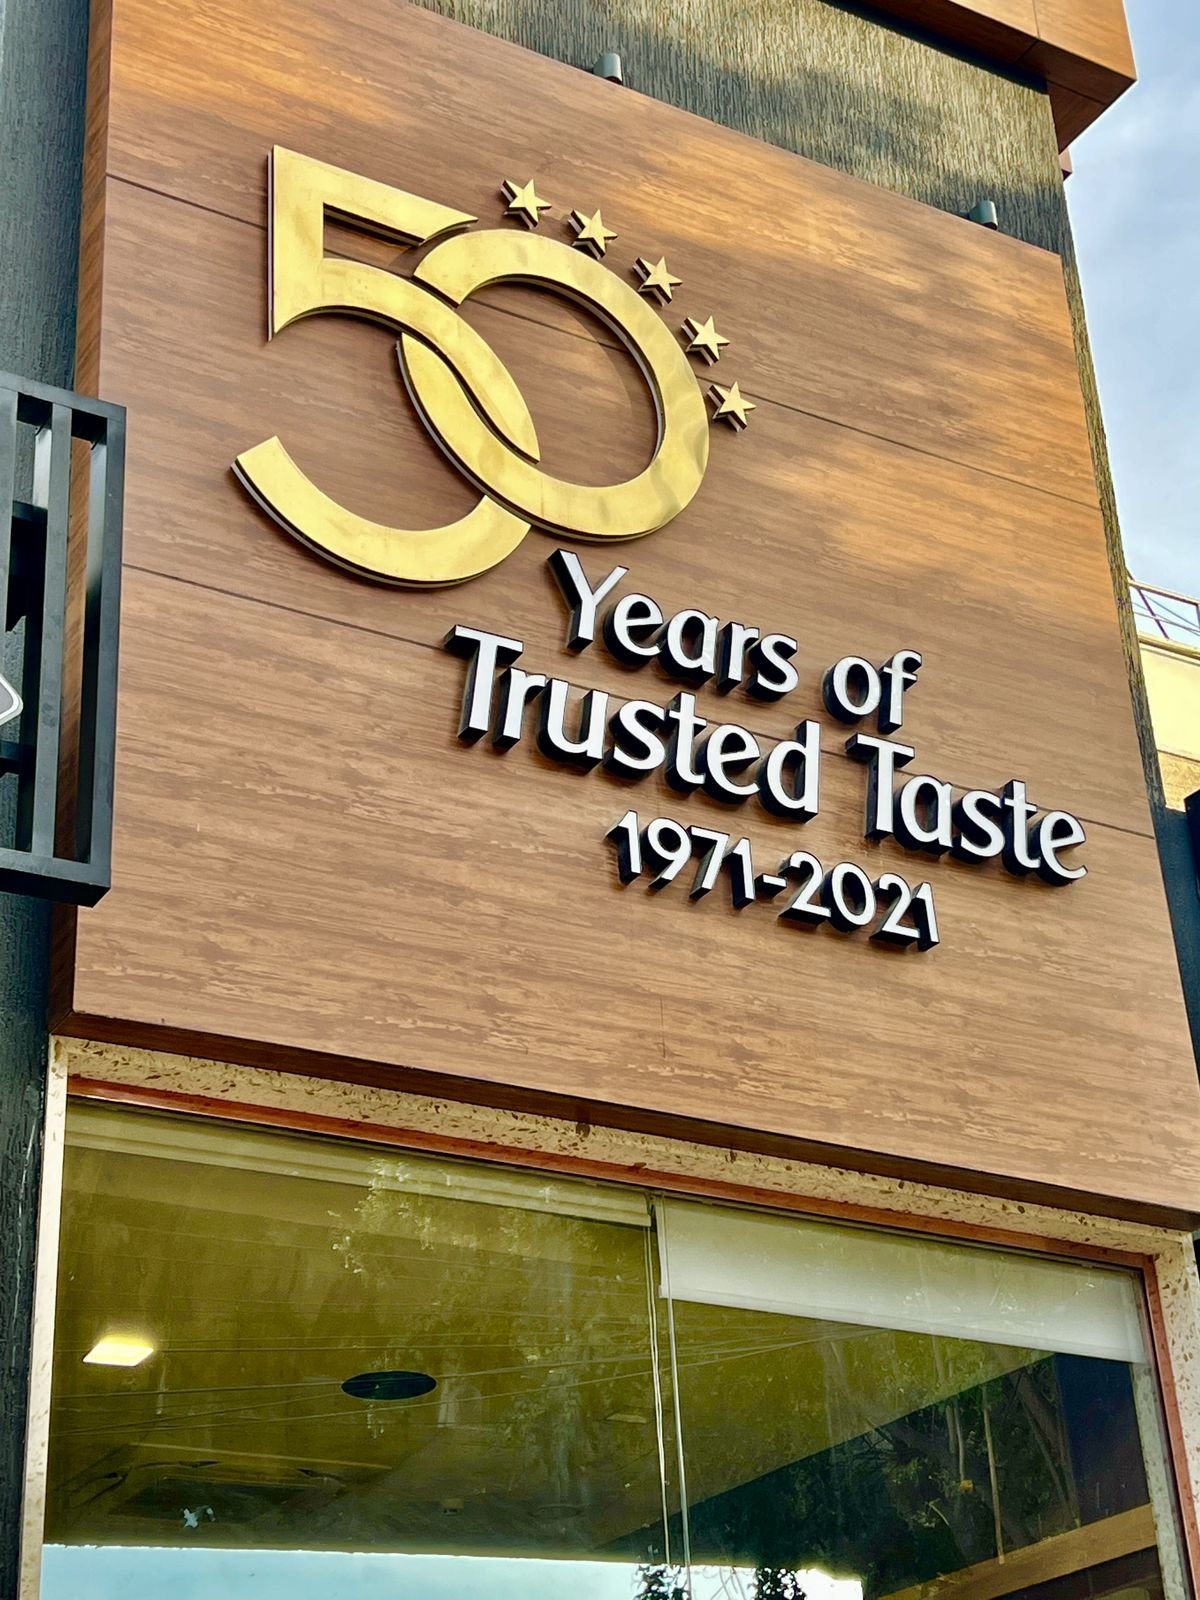 50
Years of
Trusted Taste
1971-2021